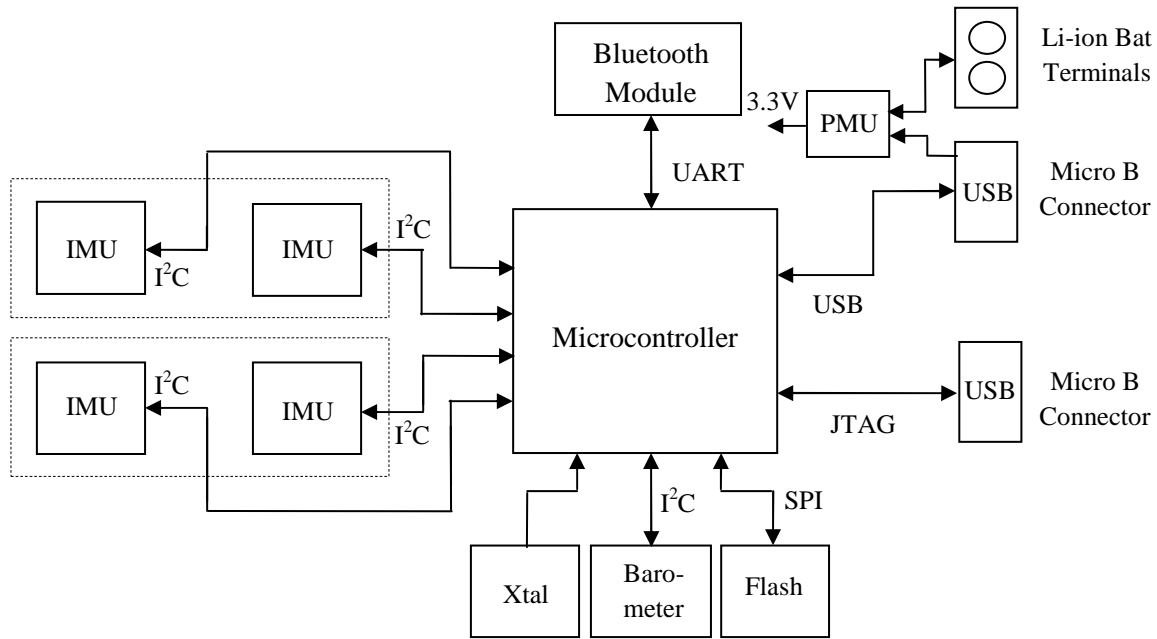 Bluetooth
Module
Li-ion Bat
Terminals
3.3V
PMU
UART
USB
Micro B
Connector
IMU
I²C
IMU
I²C
USB
Microcontroller
IMU
I²C
IMU
I²C
USB
Micro B
Connector
JTAG
I²C
SPI
Xtal
Baro-
meter
Flash